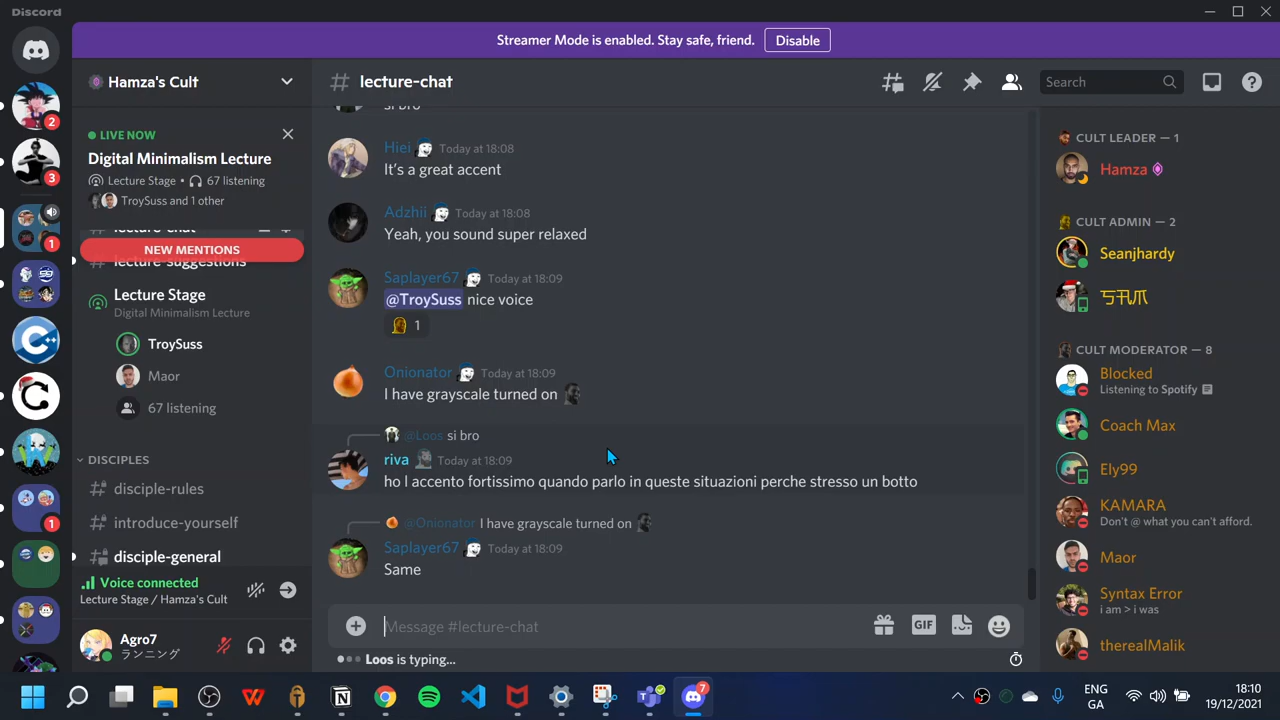 Discord
Streamer Mode is enabled. Stay safe, friend. Disable
Hamza's Cult
LIVE NOW
Digital Minimalism Lecture
Lecture Stage • 67 listening
TroySuss and 1 other
NEW MENTIONS
lecture-suggestions
Lecture Stage
Digital Minimalism Lecture
TroySuss
Maor
67 listening
DISCIPLES
disciple-rules
introduce-yourself
disciple-general
Voice connected
Lecture Stage / Hamza's Cult
Agro7
ランニング
lecture-chat
Search
si bro
Hiei Today at 18:08
It's a great accent
Adzhii Today at 18:08
Yeah, you sound super relaxed
Saplayer67 Today at 18:09
@TroySuss nice voice
1
Onionator Today at 18:09
I have grayscale turned on
@Loos si bro
riva Today at 18:09
ho l accento fortissimo quando parlo in queste situazioni perche stresso un botto
@Onionator I have grayscale turned on
Saplayer67 Today at 18:09
Same
Message #lecture-chat
GIF
Loos is typing...
CULT LEADER — 1
Hamza
CULT ADMIN — 2
Seanjhardy
CULT MODERATOR — 8
Blocked
Listening to Spotify
Coach Max
Ely99
KAMARA
Don't @ what you can't afford.
Maor
Syntax Error
i am > i was
therealMalik
2
3
1
1
7
ENG
GA
18:10
19/12/2021